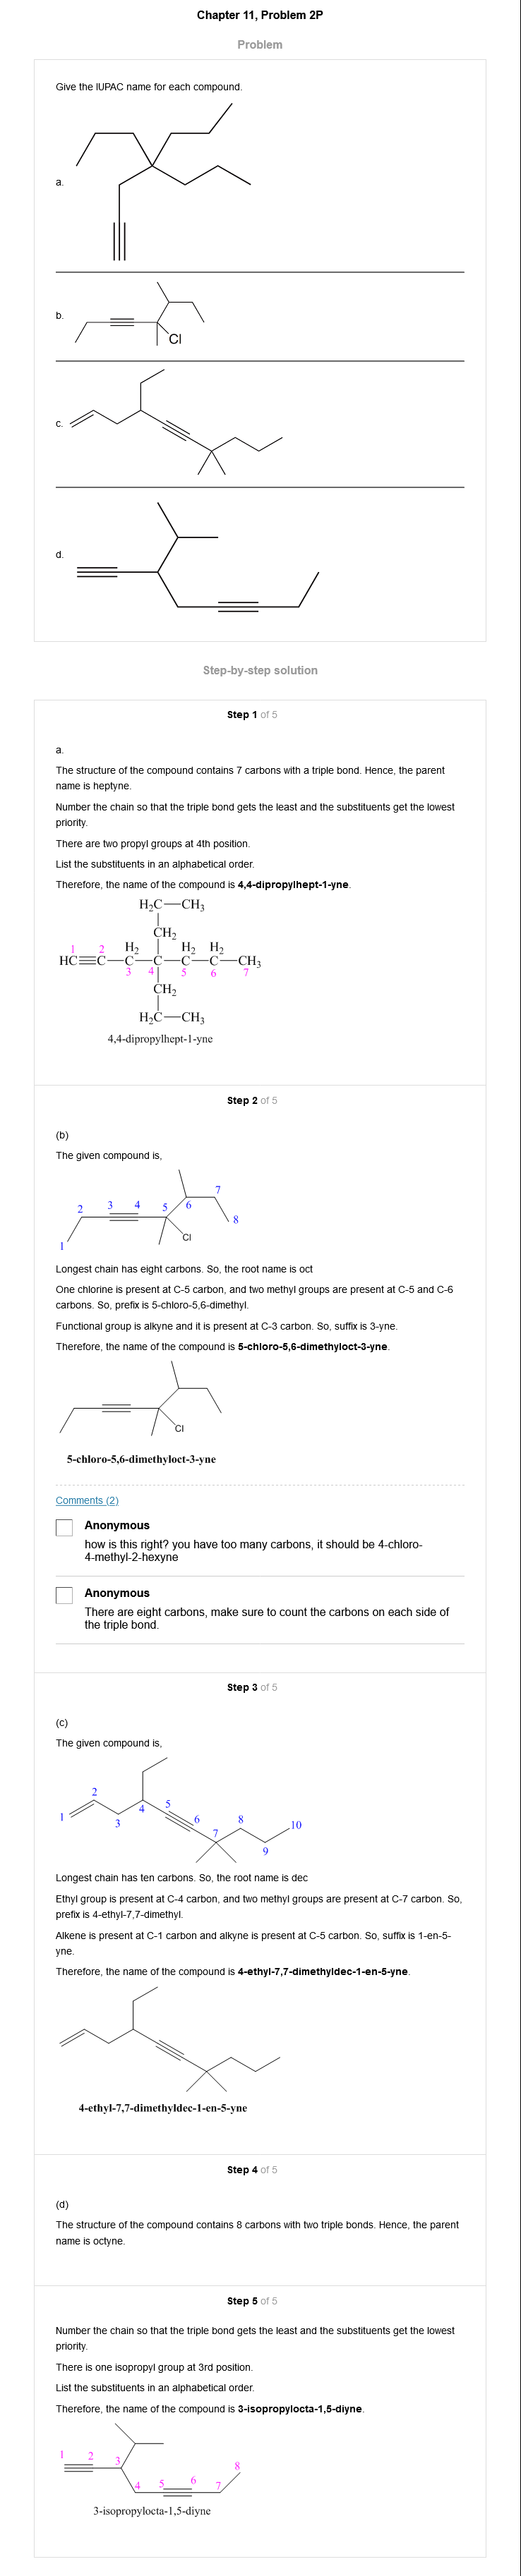 Chapter 11, Problem 2P
Problem
Give the IUPAC name for each compound.
a.
b.
Cl
c.
d.
Step-by-step solution
Step 1 of 5
a.
The structure of the compound contains 7 carbons with a triple bond. Hence, the parent
name is heptyne.
Number the chain so that the triple bond gets the least and the substituents get the lowest
priority.
There are two propyl groups at 4th position.
List the substituents in an alphabetical order.
Therefore, the name of the compound is 4,4-dipropylhept-1-yne.
H₂C—CH₃
CH₂
1 2 H₂ H₂ H₂
HC≡C—C—C—C—C—CH₃
3 4 5 6 7
CH₂
H₂C—CH₃
4,4-dipropylhept-1-yne
Step 2 of 5
(b)
The given compound is,
7
2 3 4 5 6
8
Cl
1
Longest chain has eight carbons. So, the root name is oct
One chlorine is present at C-5 carbon, and two methyl groups are present at C-5 and C-6
carbons. So, prefix is 5-chloro-5,6-dimethyl.
Functional group is alkyne and it is present at C-3 carbon. So, suffix is 3-yne.
Therefore, the name of the compound is 5-chloro-5,6-dimethyloct-3-yne.
Cl
5-chloro-5,6-dimethyloct-3-yne
Comments (2)
Anonymous
how is this right? you have too many carbons, it should be 4-chloro-
4-methyl-2-hexyne
Anonymous
There are eight carbons, make sure to count the carbons on each side of
the triple bond.
Step 3 of 5
(c)
The given compound is,
2
1 4 5
3 6 8 10
7
9
Longest chain has ten carbons. So, the root name is dec
Ethyl group is present at C-4 carbon, and two methyl groups are present at C-7 carbon. So,
prefix is 4-ethyl-7,7-dimethyl.
Alkene is present at C-1 carbon and alkyne is present at C-5 carbon. So, suffix is 1-en-5-
yne.
Therefore, the name of the compound is 4-ethyl-7,7-dimethyldec-1-en-5-yne.
4-ethyl-7,7-dimethyldec-1-en-5-yne
Step 4 of 5
(d)
The structure of the compound contains 8 carbons with two triple bonds. Hence, the parent
name is octyne.
Step 5 of 5
Number the chain so that the triple bond gets the least and the substituents get the lowest
priority.
There is one isopropyl group at 3rd position.
List the substituents in an alphabetical order.
Therefore, the name of the compound is 3-isopropylocta-1,5-diyne.
1 2 3
8
4 5 6 7
3-isopropylocta-1,5-diyne